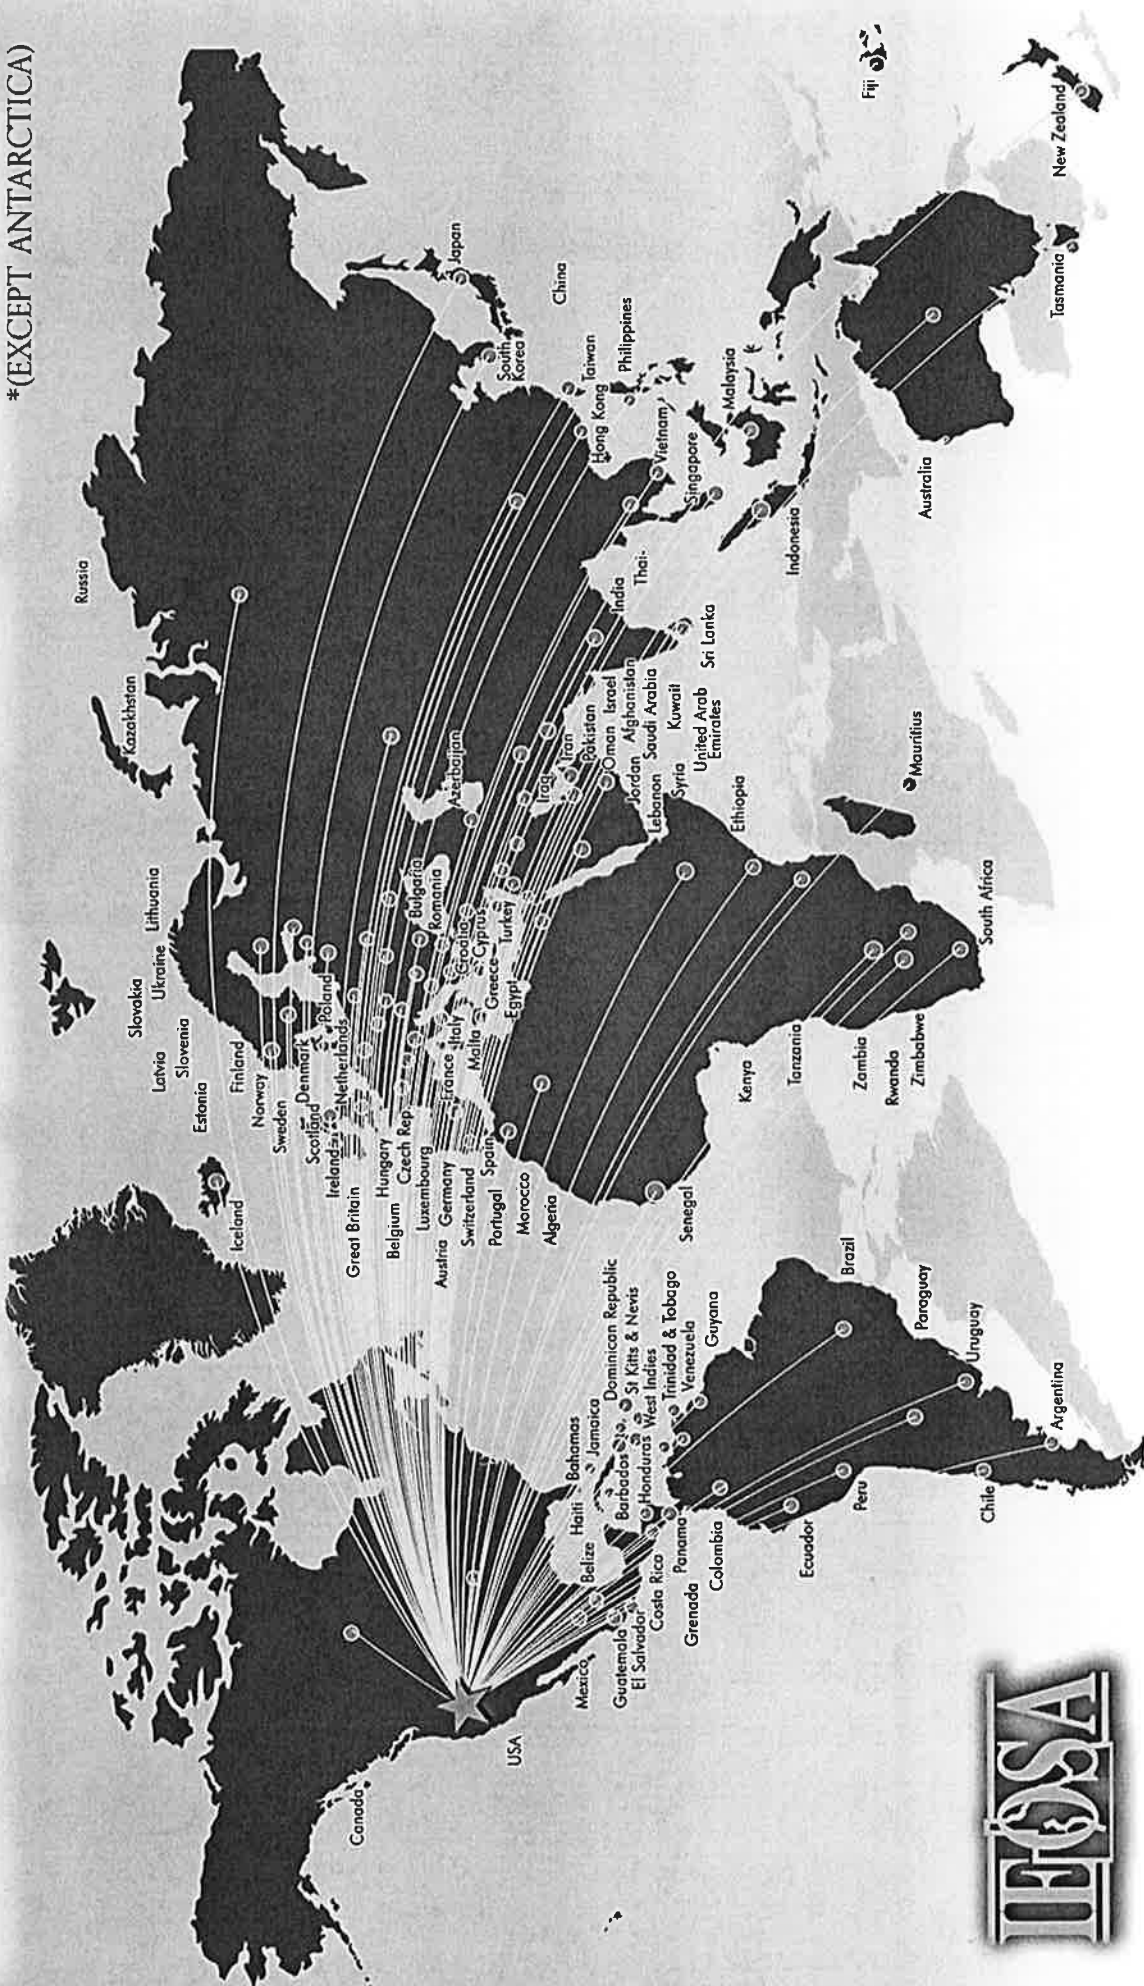 *(EXCEPT ANTARCTICA)
Russia
Kazakhstan
Lithuania
Slovakia
Ukraine
Latvia
Slovenia
Estonia
Finland
Norway
Sweden
Denmark
Scotland
Ireland
Poland
Netherlands
Great Britain
Hungary
Belgium
Czech Rep.
Luxembourg
Austria
Germany
Switzerland
France
Italy
Malta
Spain
Portugal
Morocco
Algeria
Bulgaria
Romania
Croatia
Cyprus
Greece
Turkey
Egypt
Azerbaijan
Iraq
Iran
Pakistan
Oman
Israel
Afghanistan
Jordan
Saudi Arabia
Lebanon
Kuwait
Syria
United Arab
Emirates
Ethiopia
India
Thai-
Sri Lanka
Japan
China
South
Korea
Taiwan
Hong Kong
Philippines
Vietnam
Malaysia
Singapore
Indonesia
Australia
Tasmania
New Zealand
Fiji
Mauritius
South Africa
Kenya
Tanzania
Zambia
Rwanda
Zimbabwe
Senegal
Iceland
Canada
USA
Mexico
Guatemala
El Salvador
Costa Rica
Grenada
Panama
Colombia
Belize
Haiti
Bahamas
Jamaica
Barbados
Honduras
Dominican Republic
St Kitts & Nevis
West Indies
Trinidad & Tobago
Venezuela
Guyana
Brazil
Paraguay
Uruguay
Argentina
Ecuador
Peru
Chile
IEOSA